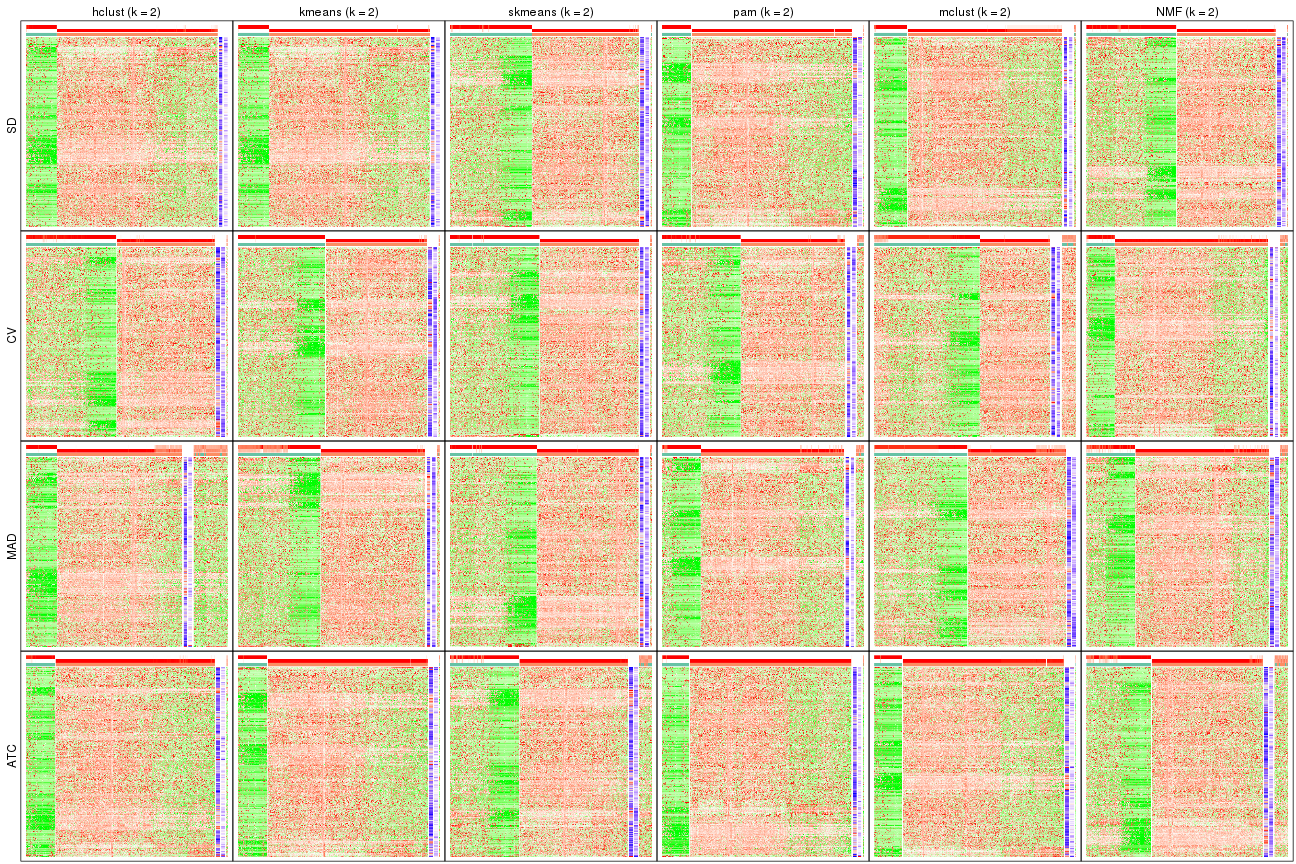 hclust (k = 2) kmeans (k = 2) skmeans (k = 2) pam (k = 2) mclust (k = 2) NMF (k = 2)
SD
CV
MAD
ATC